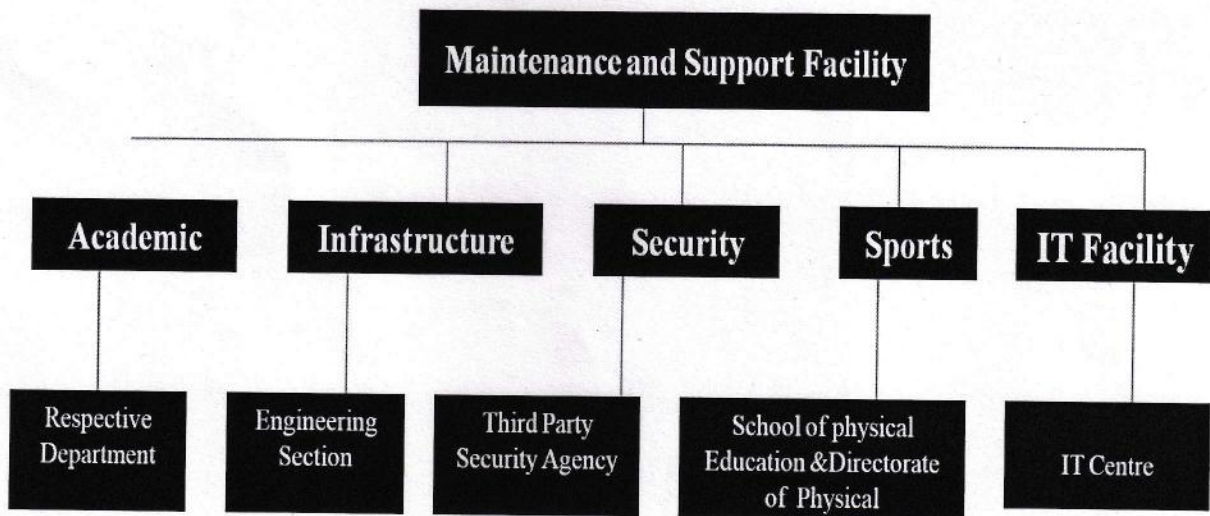 Maintenance and Support Facility
Academic
Infrastructure
Security
Sports
IT Facility
Respective
Department
Engineering
Section
Third Party
Security Agency
School of physical
Education &Directorate
of Physical
IT Centre